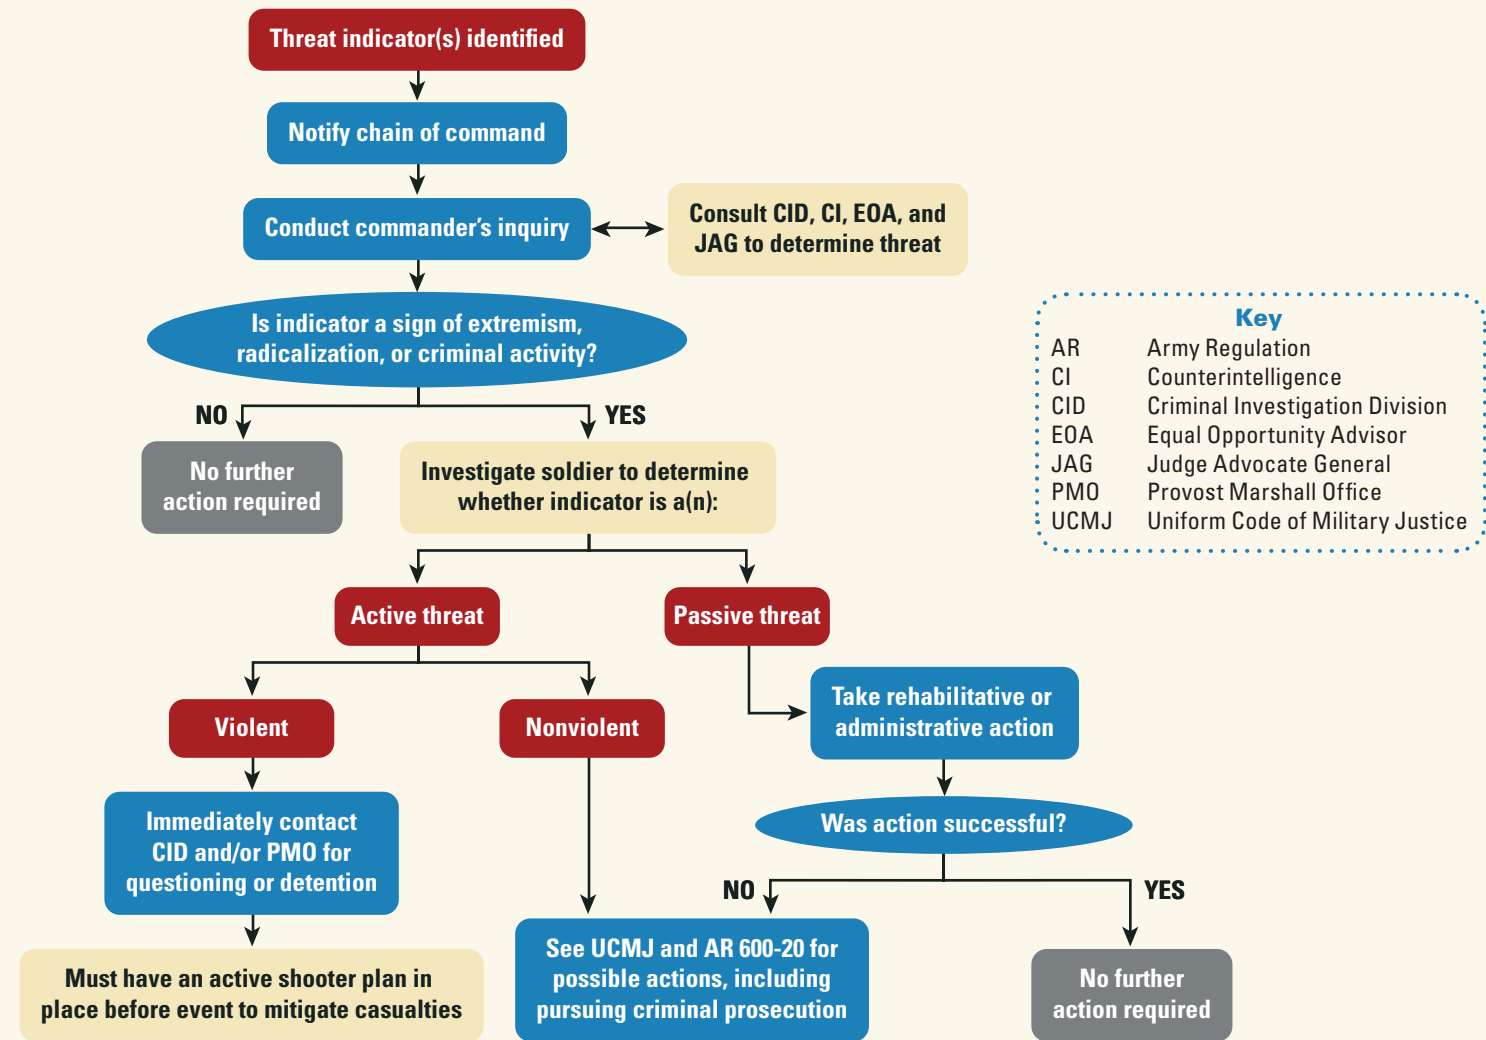 Threat indicator(s) identified
Notify chain of command
Conduct commander's inquiry
Consult CID, CI, EOA, and
JAG to determine threat
Is indicator a sign of extremism,
radicalization, or criminal activity?
NO
YES
No further
action required
Investigate soldier to determine
whether indicator is a(n):
Active threat
Passive threat
Violent
Nonviolent
Take rehabilitative or
administrative action
Immediately contact
CID and/or PMO for
questioning or detention
Was action successful?
NO
YES
Must have an active shooter plan in
place before event to mitigate casualties
See UCMJ and AR 600-20 for
possible actions, including
pursuing criminal prosecution
No further
action required
Key
AR Army Regulation
CI Counterintelligence
CID Criminal Investigation Division
EOA Equal Opportunity Advisor
JAG Judge Advocate General
PMO Provost Marshall Office
UCMJ Uniform Code of Military Justice